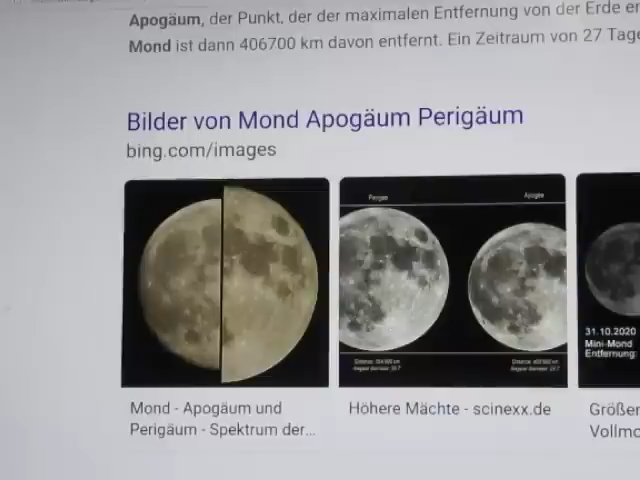 Apogäum, der Punkt, der der maximalen Entfernung von der Erde
Mond ist dann 406700 km davon entfernt. Ein Zeitraum von 27 Tage
Bilder von Mond Apogäum Perigäum
bing.com/images
Perigee
Apogee
31.10.2020
Mini-Mond
Entfernung:
Mond - Apogäum und
Perigäum - Spektrum der...
Höhere Mächte - scinexx.de
Größer
Vollmo